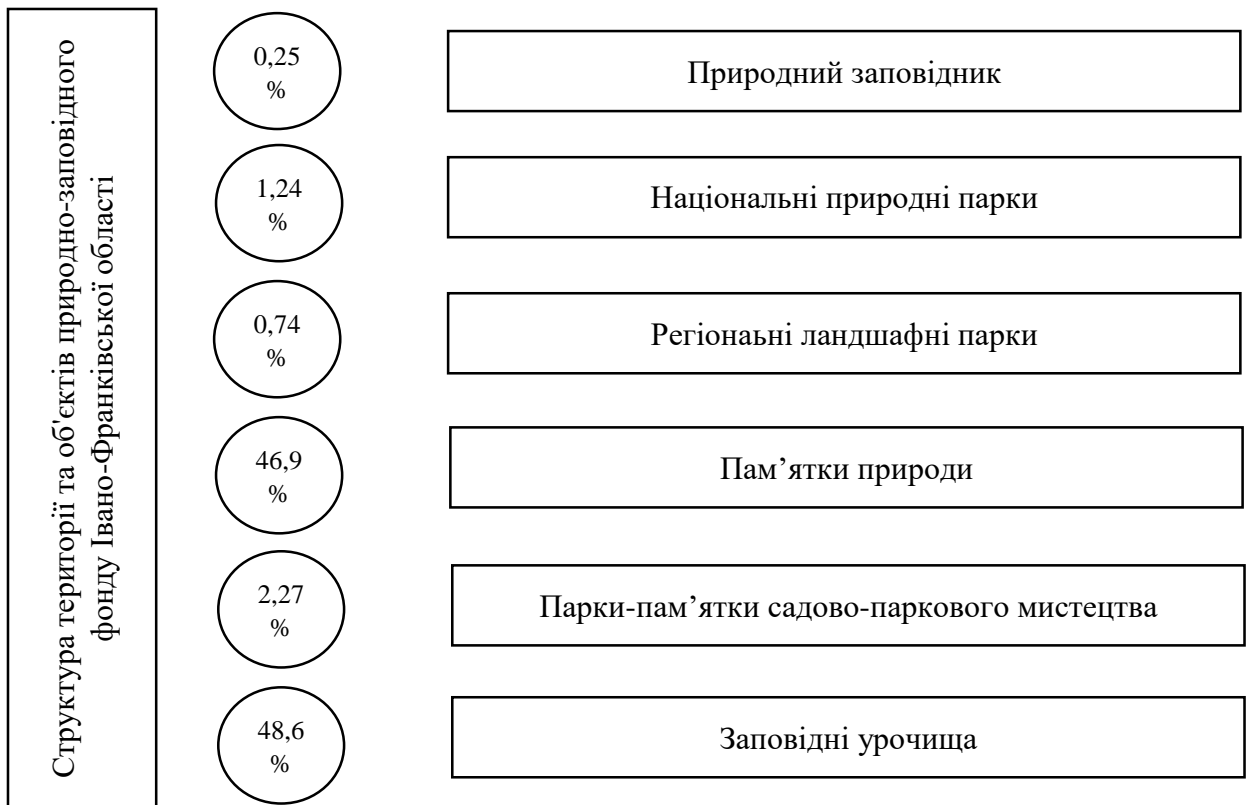 Структура території та об'єктів природно-заповідного
фонду Івано-Франківської області
0,25
%
Природний заповідник
1,24
%
Національні природні парки
0,74
%
Регіонаьні ландшафні парки
46,9
%
Пам’ятки природи
2,27
%
Парки-пам’ятки садово-паркового мистецтва
48,6
%
Заповідні урочища